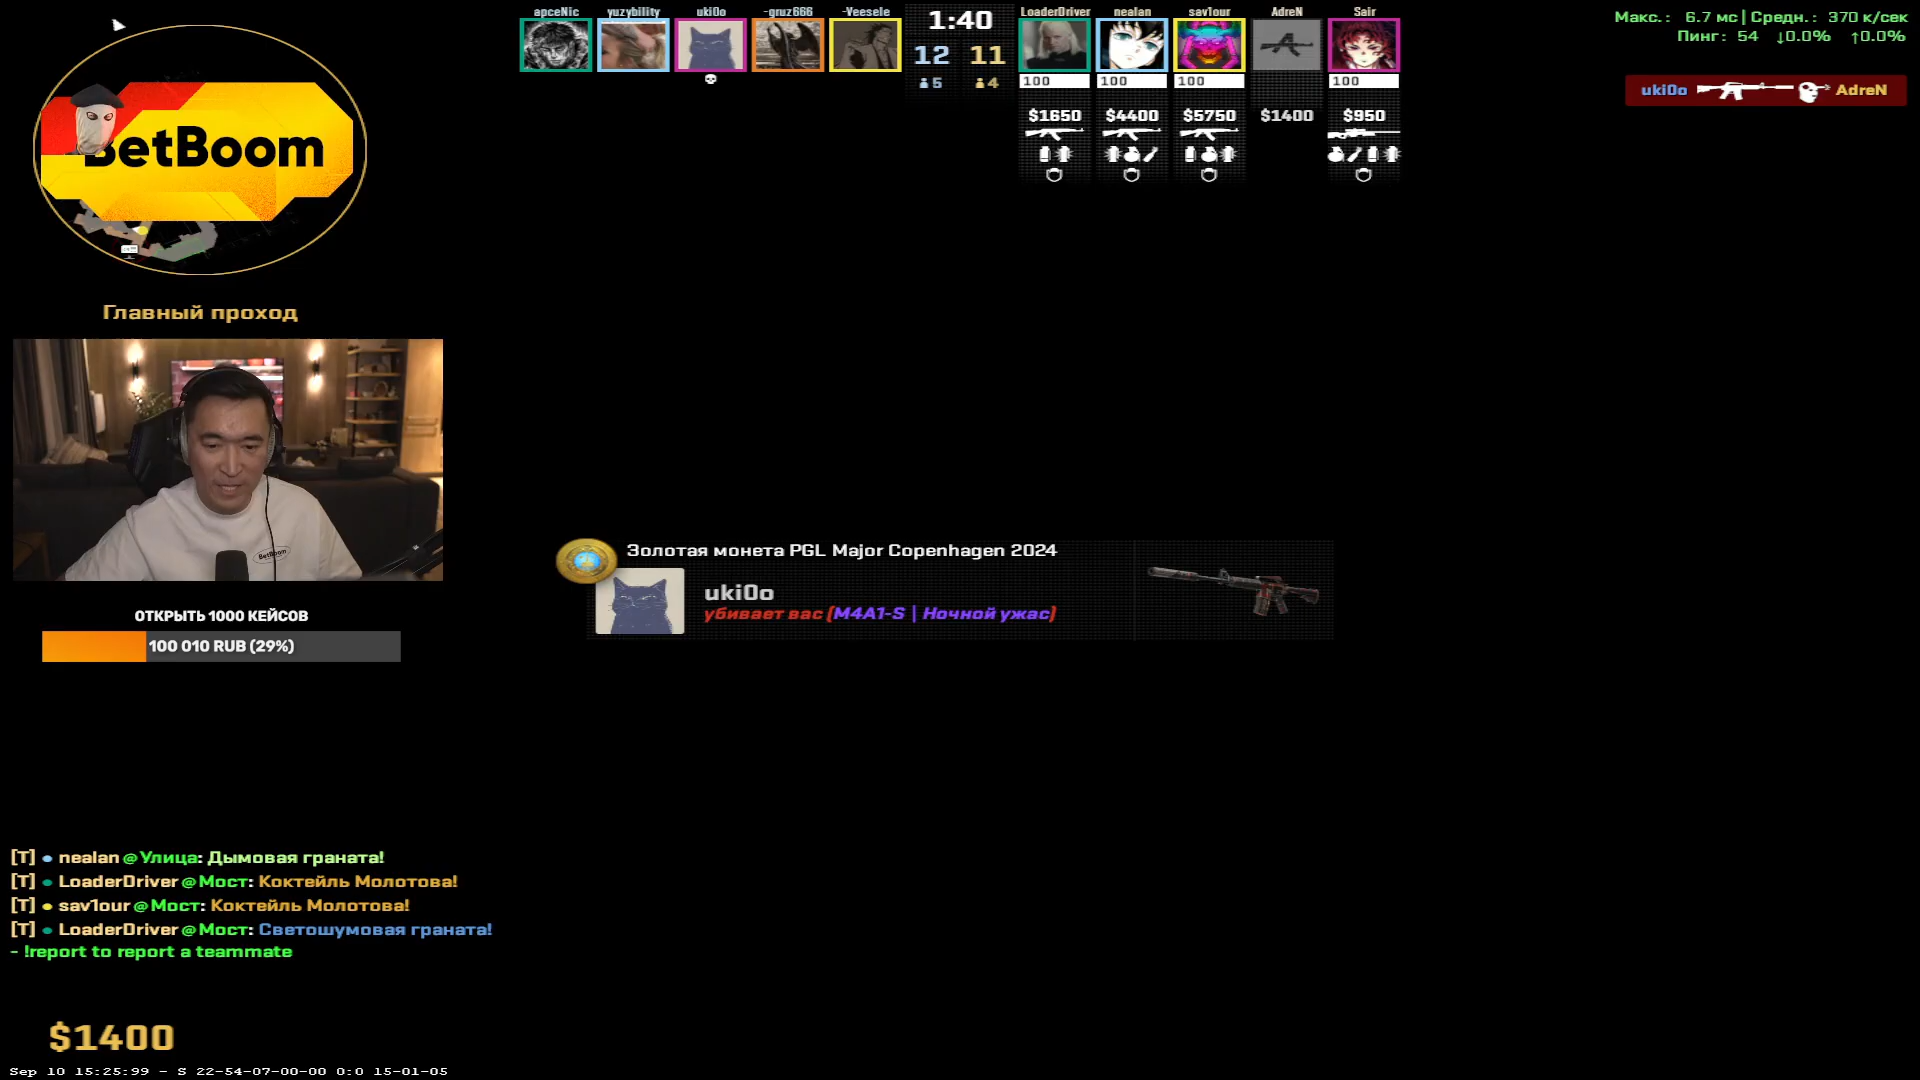 apceNic
yuzybility
uki0o
-gruz666
-Veesele
1:40
12 11
5 4
LoaderDriver
nealan
sav1our
AdreN
Sair
100
100
100
100
$1650
$4400
$5750
$1400
$950
Макс.: 6.7 мс | Средн.: 370 к/сек
Пинг: 54 ↓0.0% ↑0.0%
uki0o AdreN
BetBoom
Главный проход
BetBoom
ОТКРЫТЬ 1000 КЕЙСОВ
100 010 RUB (29%)
Золотая монета PGL Major Copenhagen 2024
uki0o
убивает вас (M4A1-S | Ночной ужас)
[T] • nealan@Улица: Дымовая граната!
[T] • LoaderDriver@Мост: Коктейль Молотова!
[T] • sav1our@Мост: Коктейль Молотова!
[T] • LoaderDriver@Мост: Светошумовая граната!
- !report to report a teammate
$1400
Sep 10 15:25:99 - S 22-54-07-00-00 0:0 15-01-05